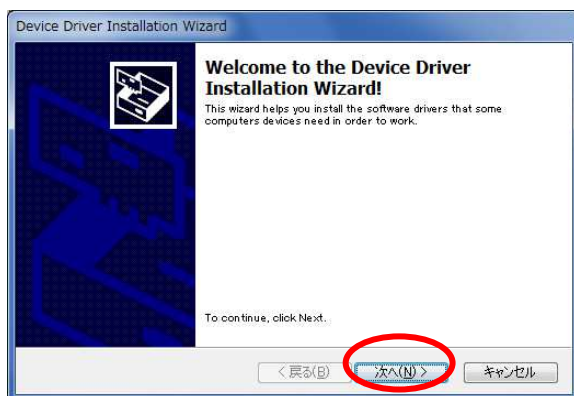 Device Driver Installation Wizard
Welcome to the Device Driver
Installation Wizard!
This wizard helps you install the software drivers that some
computers devices need in order to work.
To continue, click Next.
< 戻る(B) 次へ(N) > キャンセル